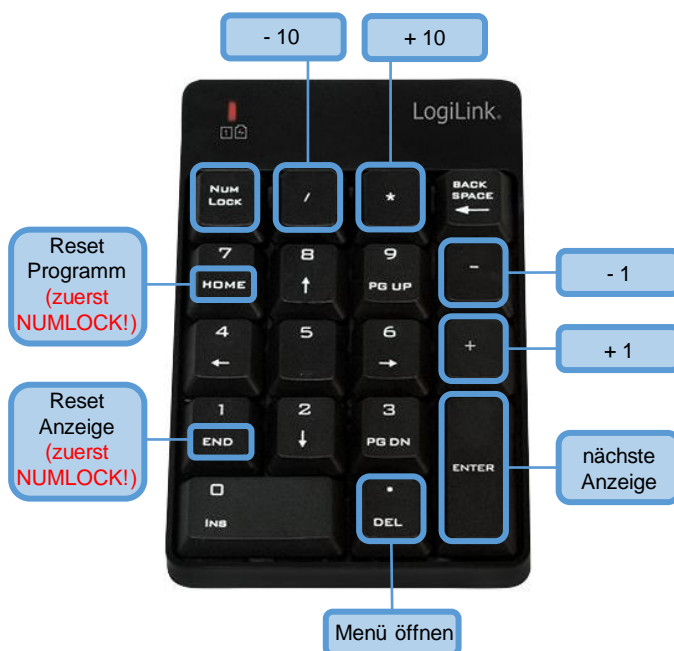 - 10
+ 10
LogiLink.
1
NUM
LOCK
/
*
BACK
SPACE
←
Reset
Programm
(zuerst
NUMLOCK!)
7
HOME
8
↑
9
PG UP
-
- 1
4
←
5
6
→
+
+ 1
Reset
Anzeige
(zuerst
NUMLOCK!)
1
END
2
↓
3
PG DN
ENTER
nächste
Anzeige
0
INS
.
DEL
Menü öffnen